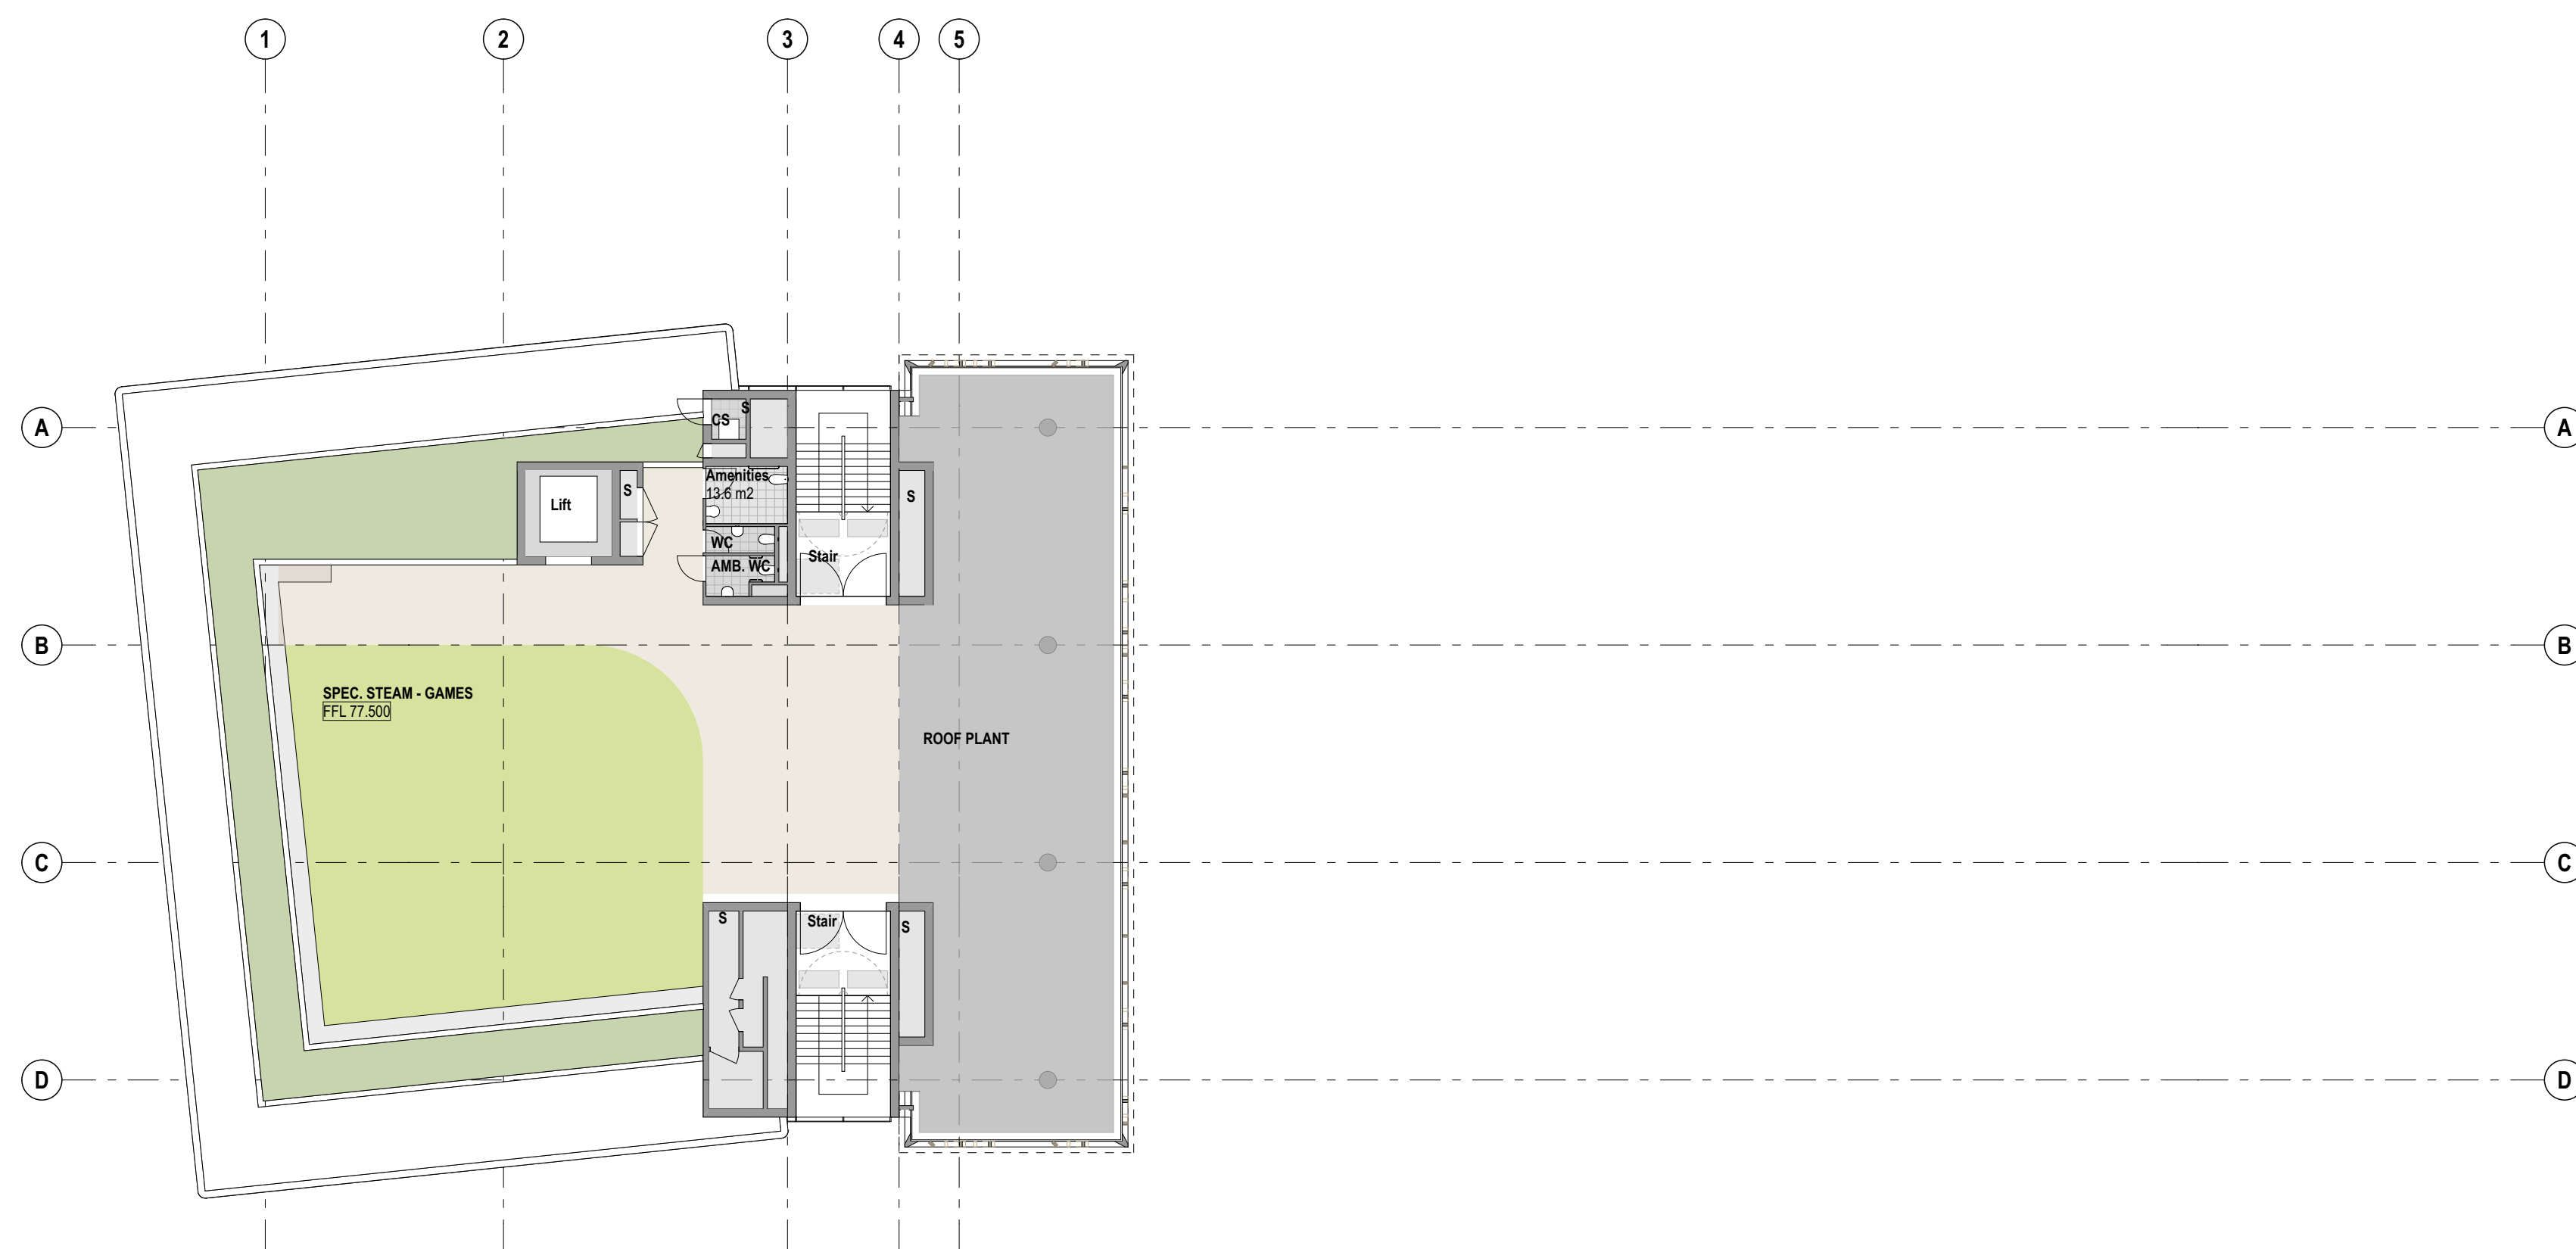 1
2
3
4
5
A
A
CS
S
Amenities
13.6 m2
Lift
S
S
WC
Stair
AMB. WC
B
B
SPEC. STEAM - GAMES
FFL 77.500
ROOF PLANT
C
C
S
Stair
S
D
D